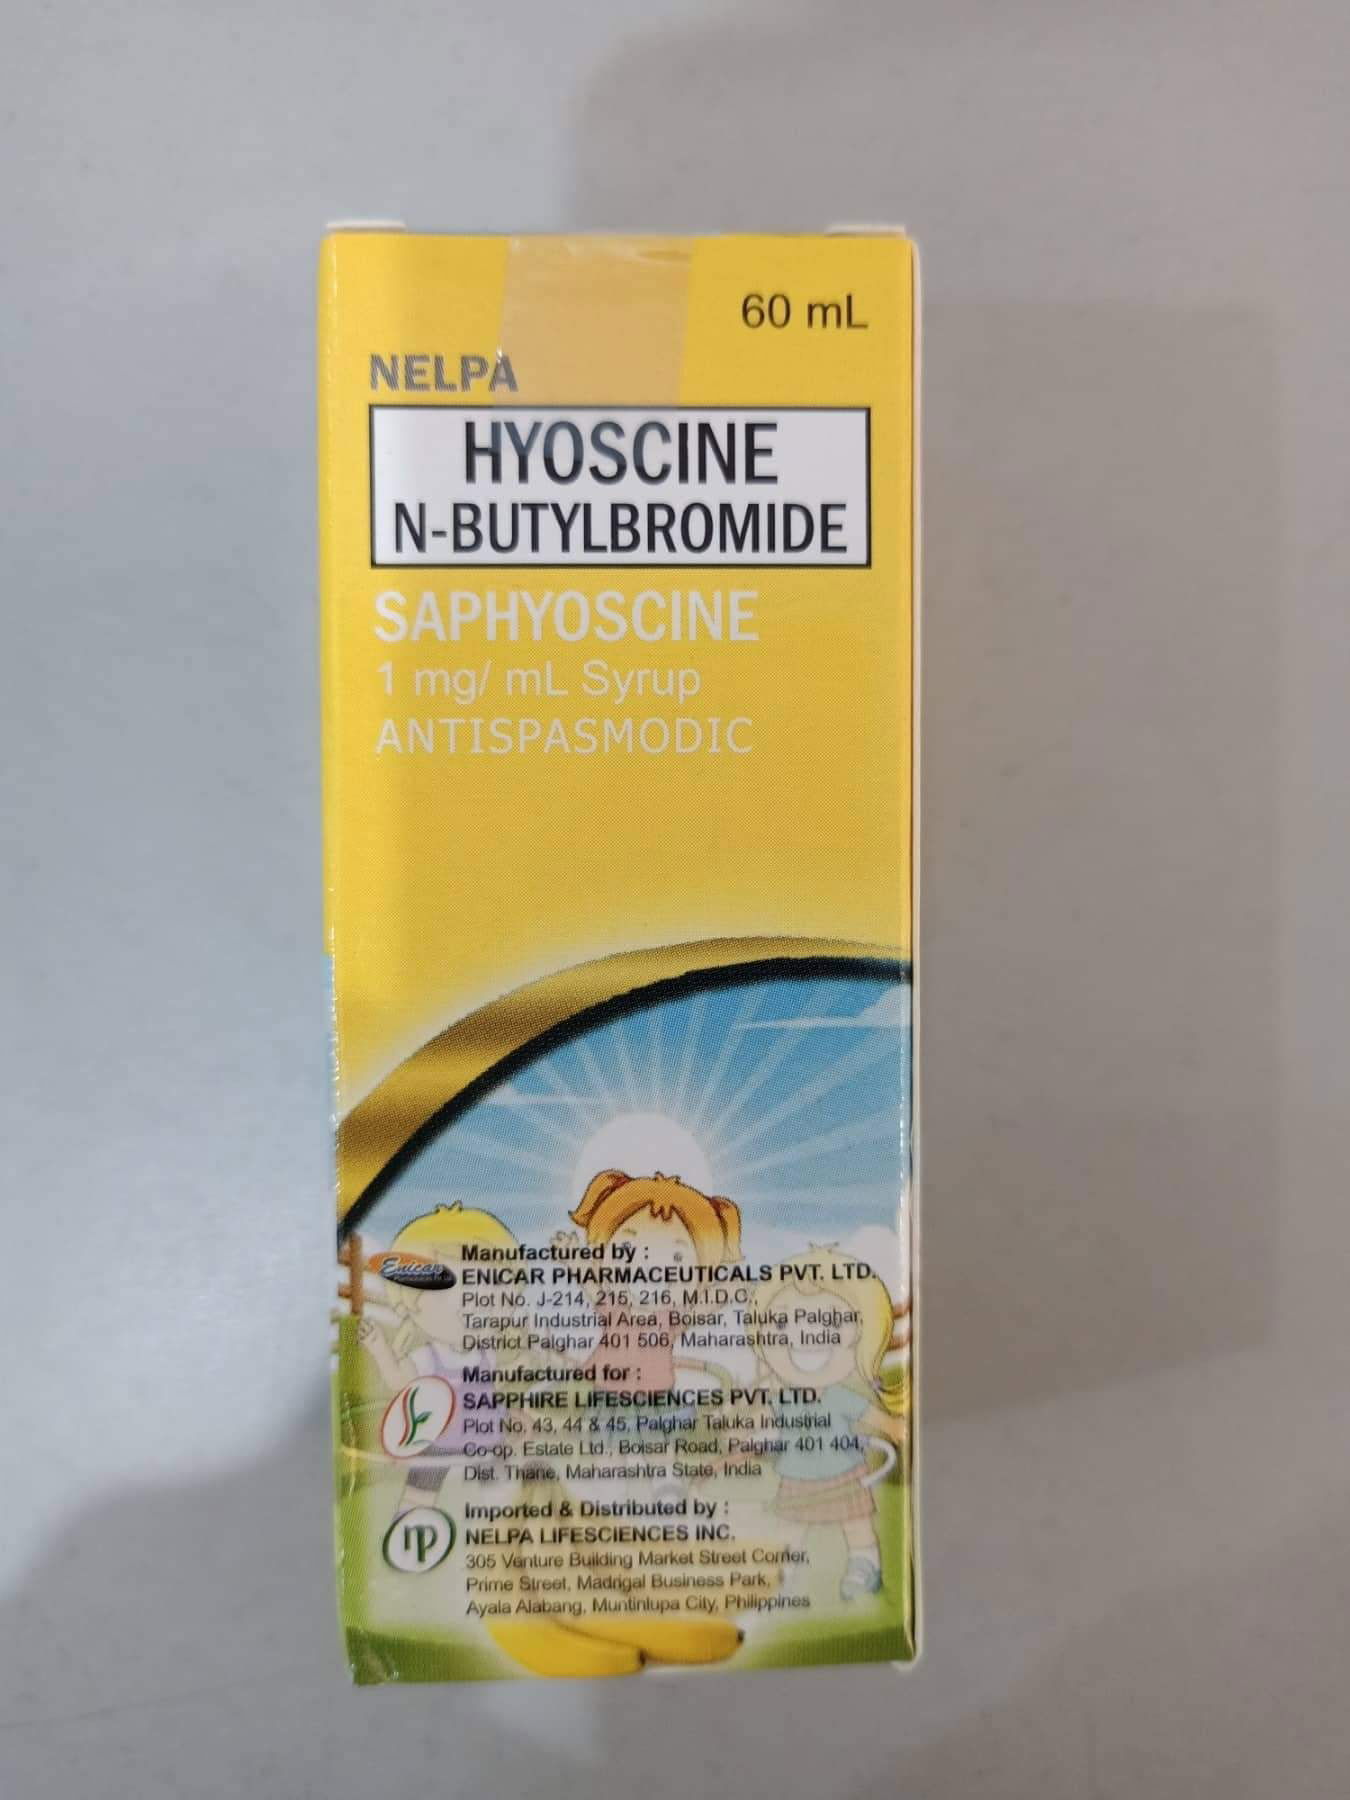 60 mL
NELPA
HYOSCINE
N-BUTYLBROMIDE
SAPHYOSCINE
1 mg/ mL Syrup
ANTISPASMODIC
Manufactured by :
Enicar
ENICAR PHARMACEUTICALS PVT. LTD.
Plot No. J-214, 215, 216, M.I.D.C.,
Tarapur Industrial Area, Boisar, Taluka Palghar,
District Palghar 401 506, Maharashtra, India
Manufactured for :
SAPPHIRE LIFESCIENCES PVT. LTD.
Plot No. 43, 44 & 45, Palghar Taluka Industrial
Co-op. Estate Ltd., Boisar Road, Palghar 401 404,
Dist. Thane, Maharashtra State, India
Imported & Distributed by :
np
NELPA LIFESCIENCES INC.
305 Venture Building Market Street Corner,
Prime Street, Madrigal Business Park,
Ayala Alabang, Muntinlupa City, Philippines